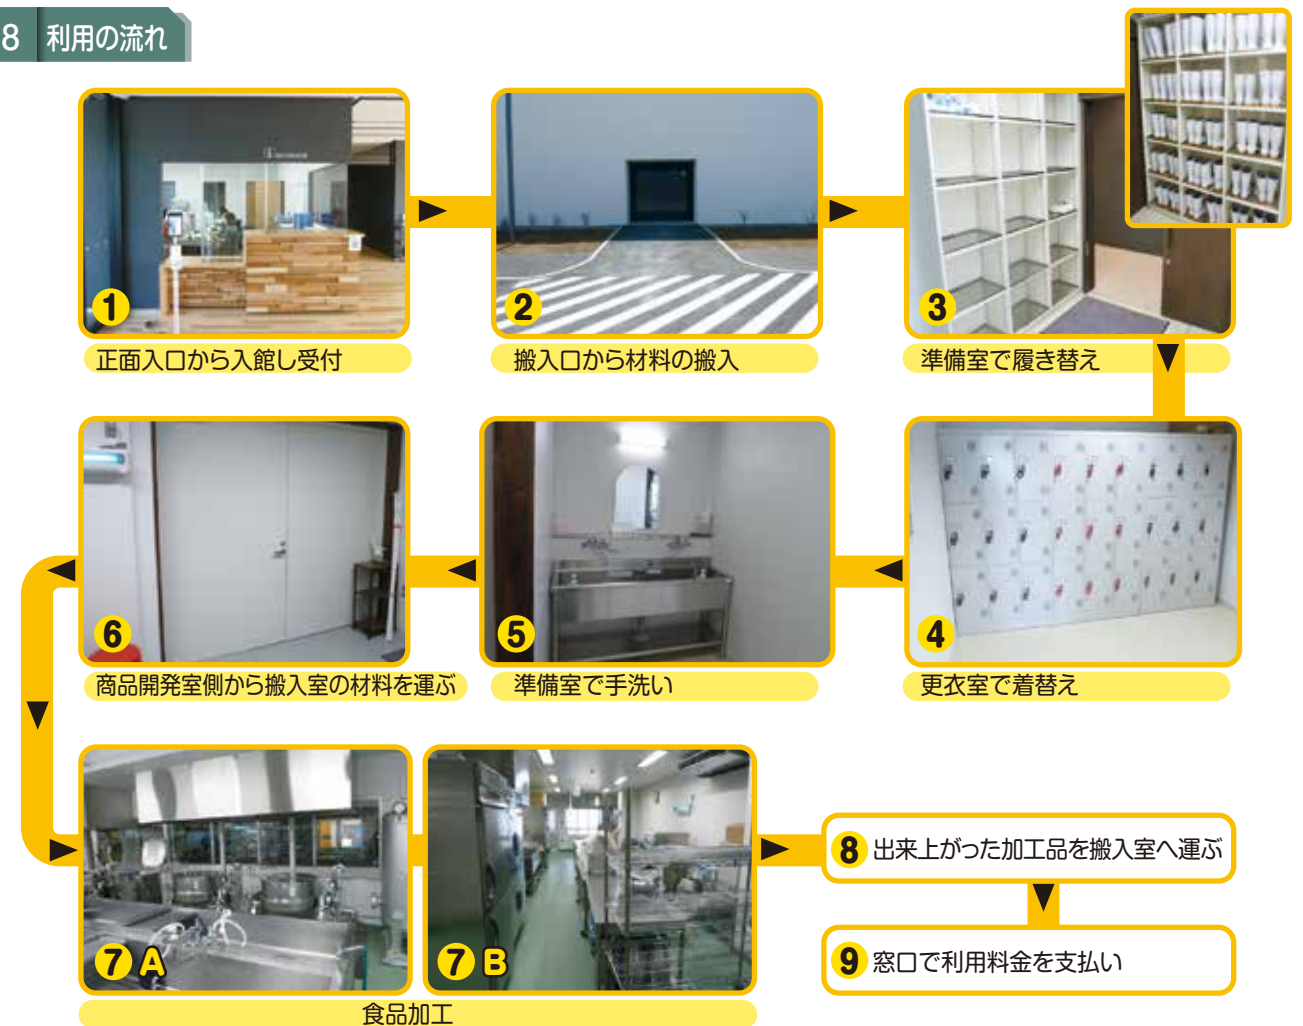 8 利用の流れ
1
正面入口から入館し受付
2
搬入口から材料の搬入
3
準備室で履き替え
4
更衣室で着替え
5
準備室で手洗い
6
商品開発室側から搬入室の材料を運ぶ
7 A
7 B
食品加工
8 出来上がった加工品を搬入室へ運ぶ
9 窓口で利用料金を支払い